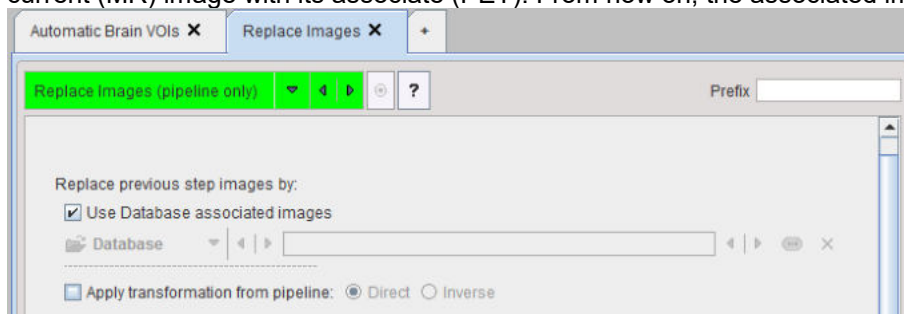 current (MR) image with its associate (PET). From now on, the associated in
Automatic Brain VOIs × Replace Images × +
Replace Images (pipeline only) ? Prefix
Replace previous step images by:
Use Database associated images
Database
Apply transformation from pipeline: Direct Inverse